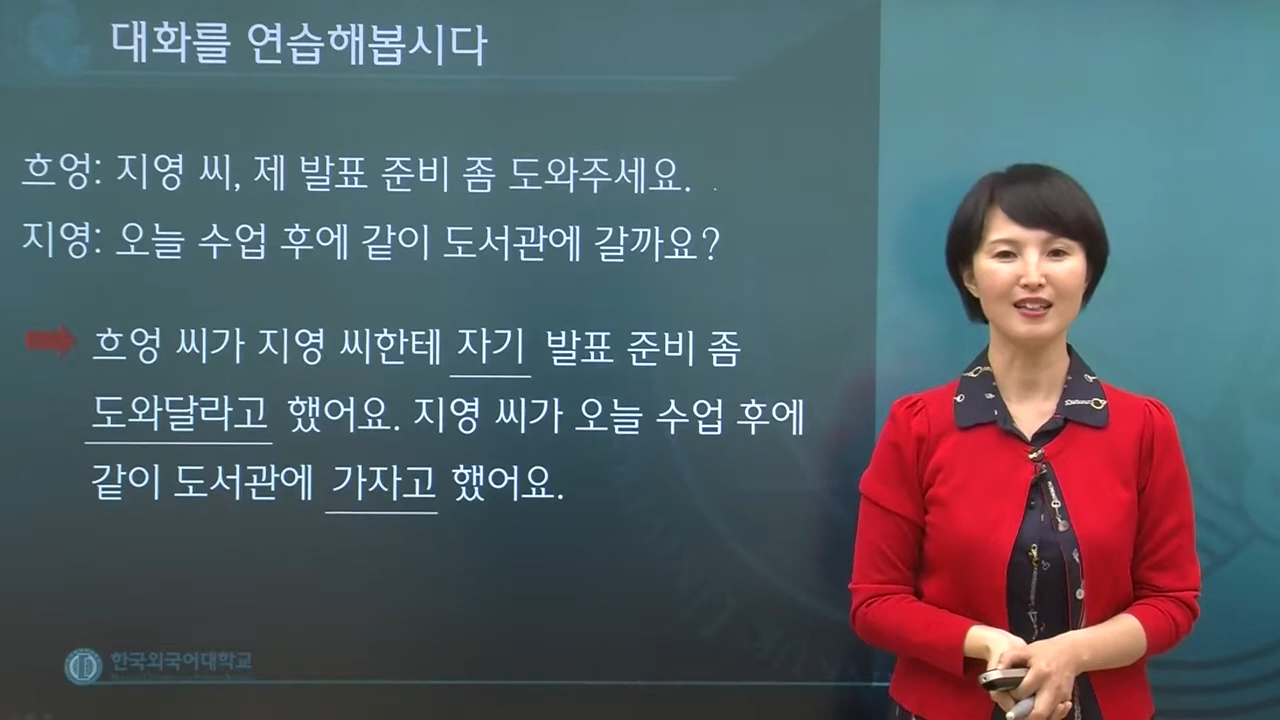 대화를 연습해봅시다
흐엉: 지영 씨, 제 발표 준비 좀 도와주세요.
지영: 오늘 수업 후에 같이 도서관에 갈까요?
흐엉 씨가 지영 씨한테 자기 발표 준비 좀
도와달라고 했어요. 지영 씨가 오늘 수업 후에
같이 도서관에 가자고 했어요.
한국외국어대학교